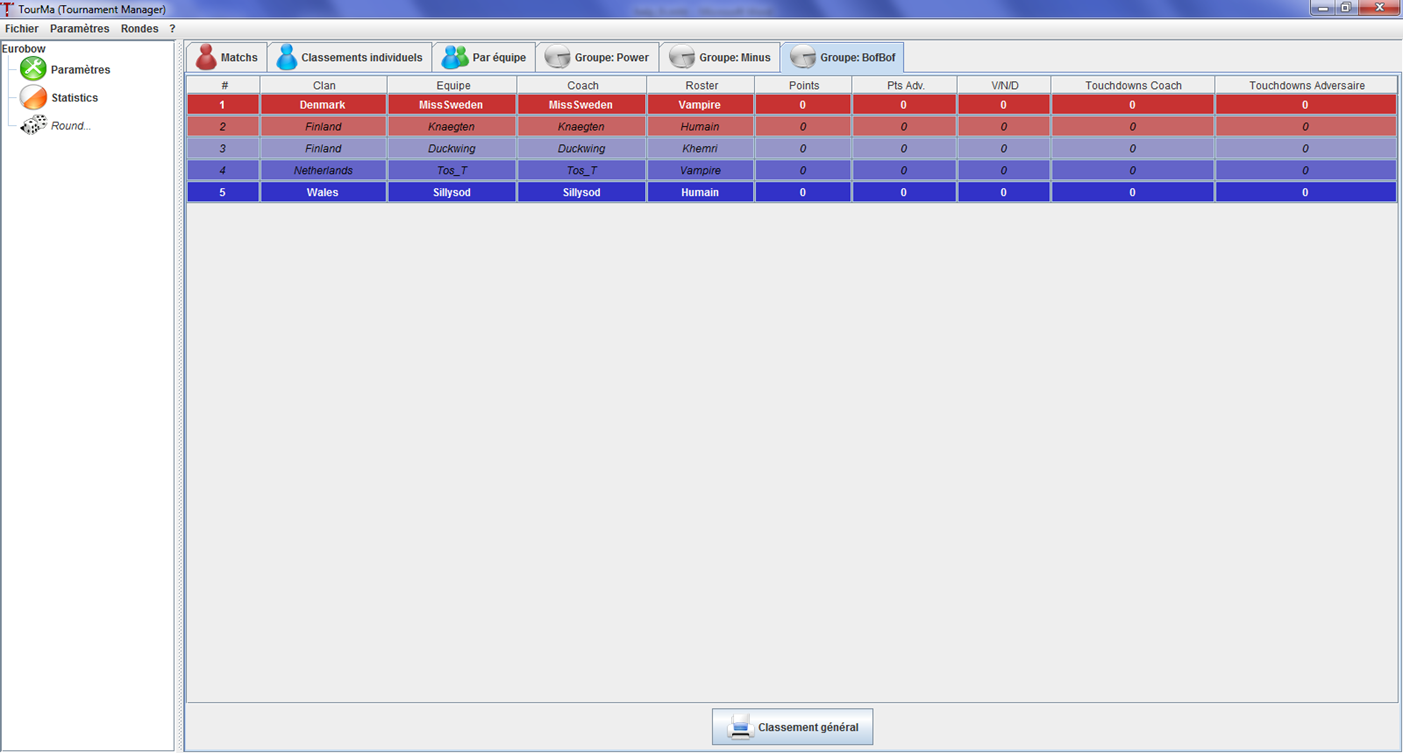 TourMa (Tournament Manager)
Fichier Paramètres Rondes ?
Eurobow
Paramètres
Statistics
Round...
Matchs Classements individuels Par équipe Groupe: Power Groupe: Minus Groupe: BofBof
# Clan Equipe Coach Roster Points Pts Adv. V/N/D Touchdowns Coach Touchdowns Adversaire
1 Denmark MissSweden MissSweden Vampire 0 0 0 0 0
2 Finland Knaegten Knaegten Humain 0 0 0 0 0
3 Finland Duckwing Duckwing Khemri 0 0 0 0 0
4 Netherlands Tos_T Tos_T Vampire 0 0 0 0 0
5 Wales Sillysod Sillysod Humain 0 0 0 0 0
Classement général